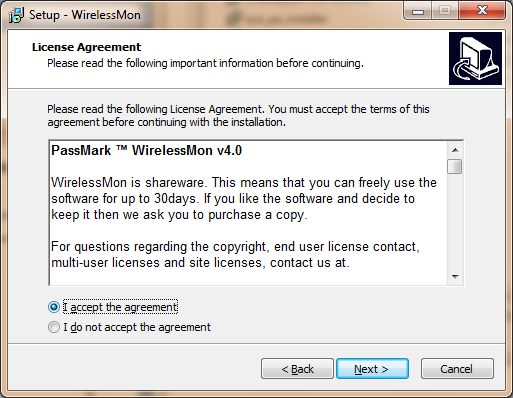 Setup - WirelessMon
License Agreement
Please read the following important information before continuing.
Please read the following License Agreement. You must accept the terms of this
agreement before continuing with the installation.
PassMark ™ WirelessMon v4.0
WirelessMon is shareware. This means that you can freely use the
software for up to 30days. If you like the software and decide to
keep it then we ask you to purchase a copy.
For questions regarding the copyright, end user license contact,
multi-user licenses and site licenses, contact us at.
I accept the agreement
I do not accept the agreement
< Back
Next >
Cancel